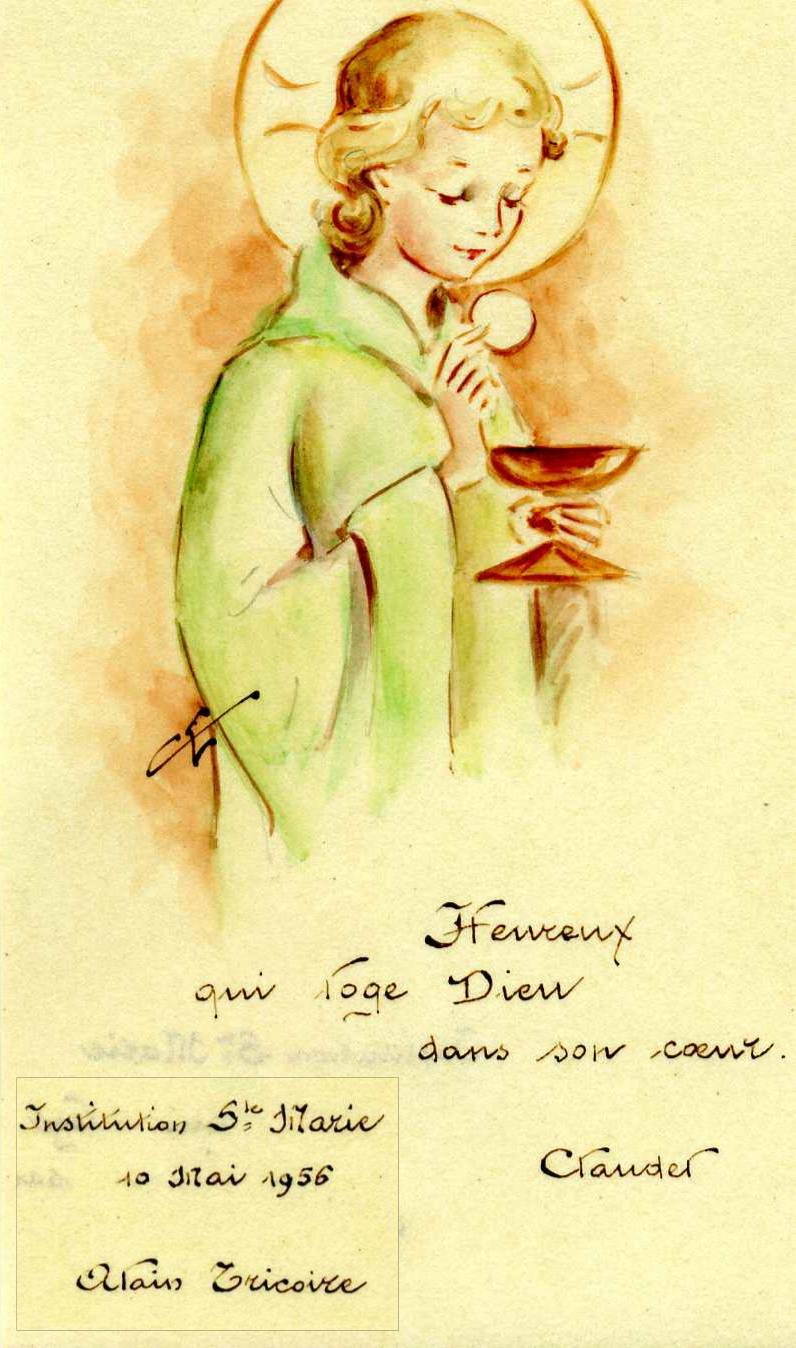 Heureux
qui loge Dieu
dans son cœur.
Claudel
Institution Ste Marie
10 Mai 1956
Alain Tricoire